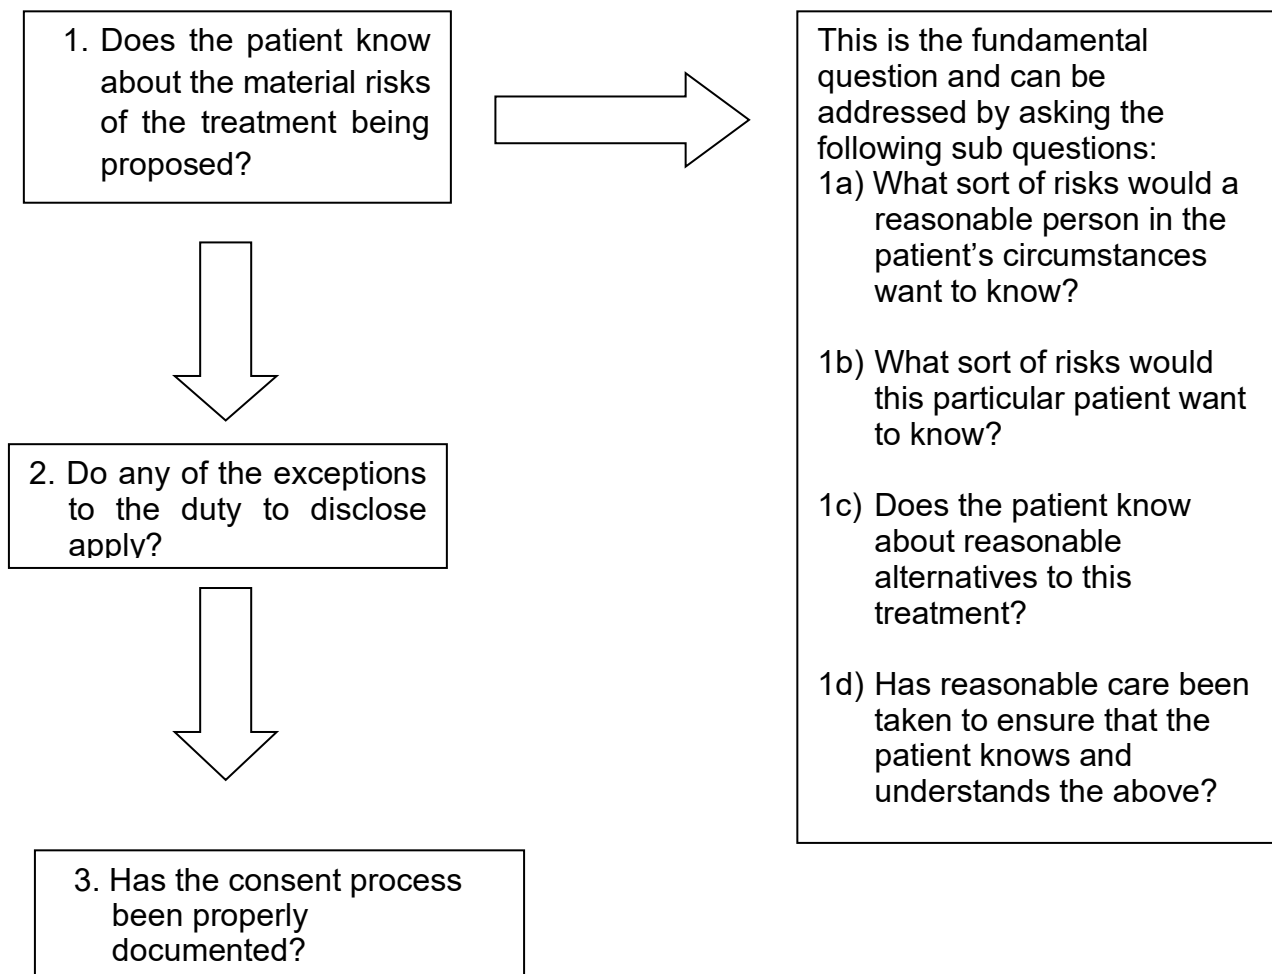 1. Does the patient know
about the material risks
of the treatment being
proposed?
This is the fundamental
question and can be
addressed by asking the
following sub questions:
1a) What sort of risks would a
reasonable person in the
patient’s circumstances
want to know?
1b) What sort of risks would
this particular patient want
to know?
1c) Does the patient know
about reasonable
alternatives to this
treatment?
1d) Has reasonable care been
taken to ensure that the
patient knows and
understands the above?
2. Do any of the exceptions
to the duty to disclose
apply?
3. Has the consent process
been properly
documented?